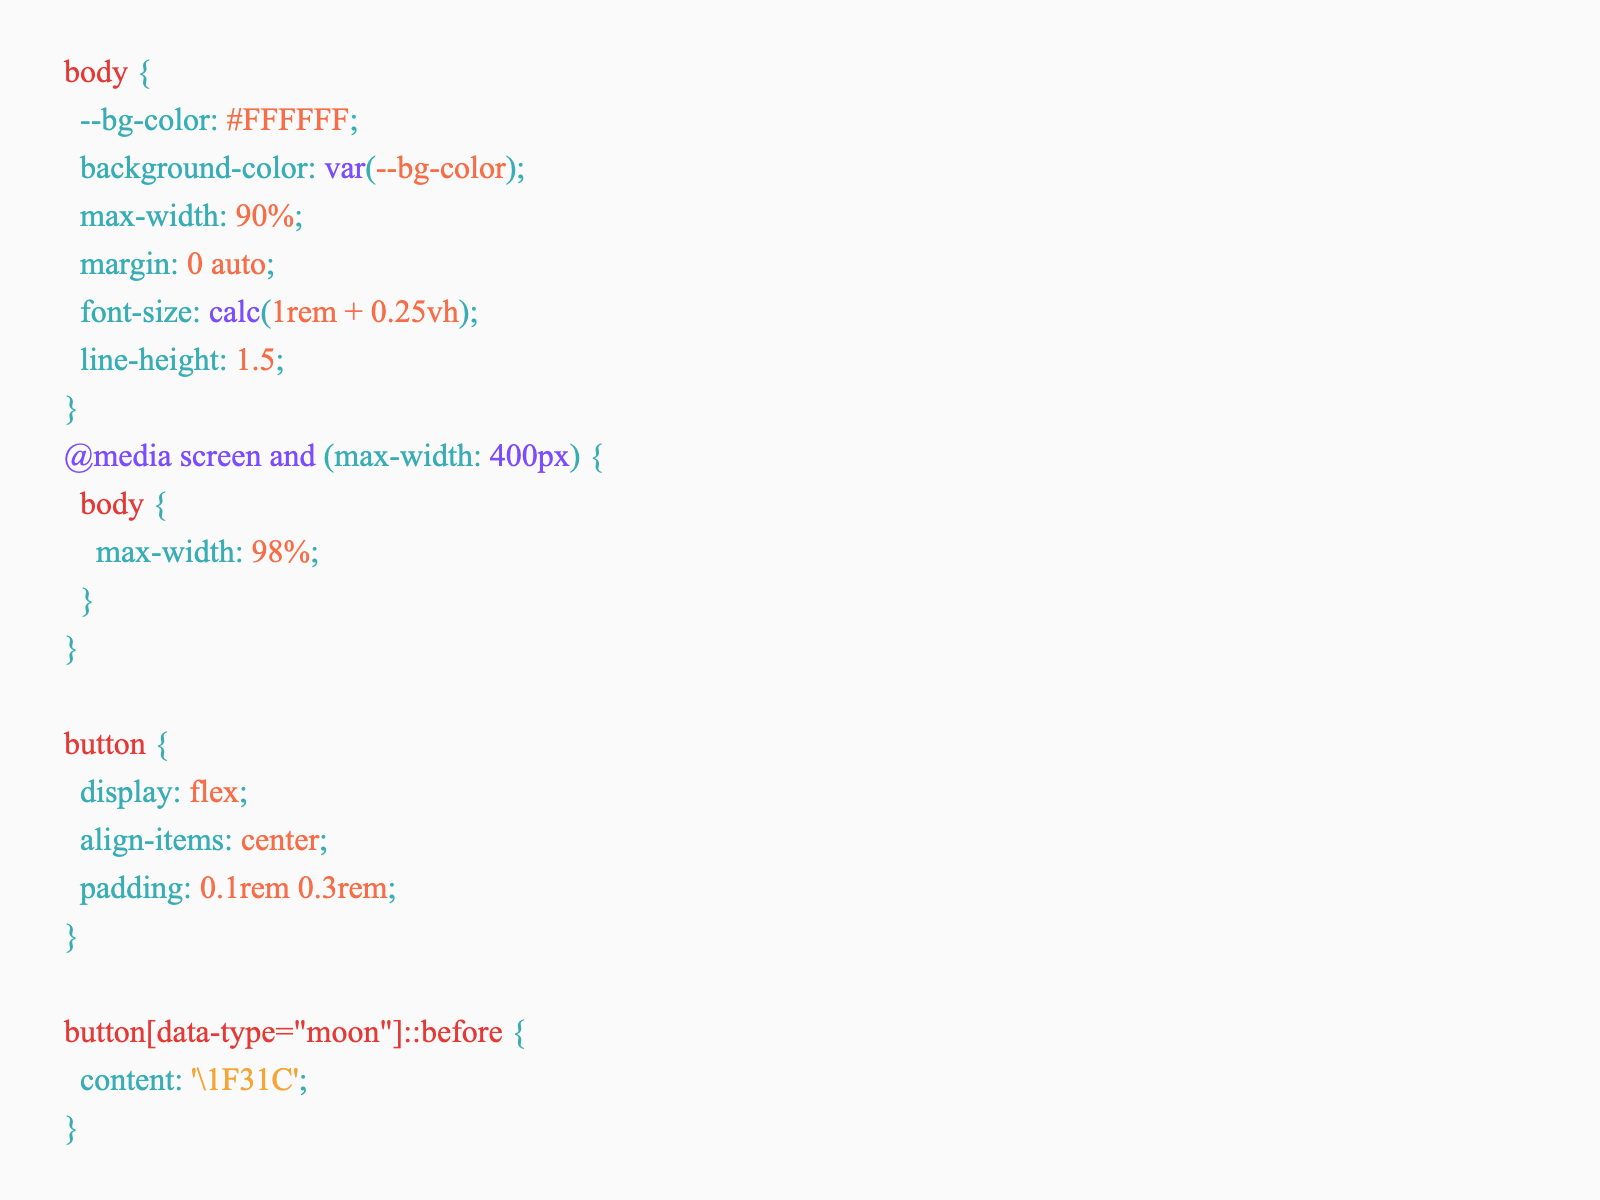 body {
  --bg-color: #FFFFFF;
  background-color: var(--bg-color);
  max-width: 90%;
  margin: 0 auto;
  font-size: calc(1rem + 0.25vh);
  line-height: 1.5;
}
@media screen and (max-width: 400px) {
  body {
    max-width: 98%;
  }
}

button {
  display: flex;
  align-items: center;
  padding: 0.1rem 0.3rem;
}

button[data-type="moon"]::before {
  content: '\1F31C';
}